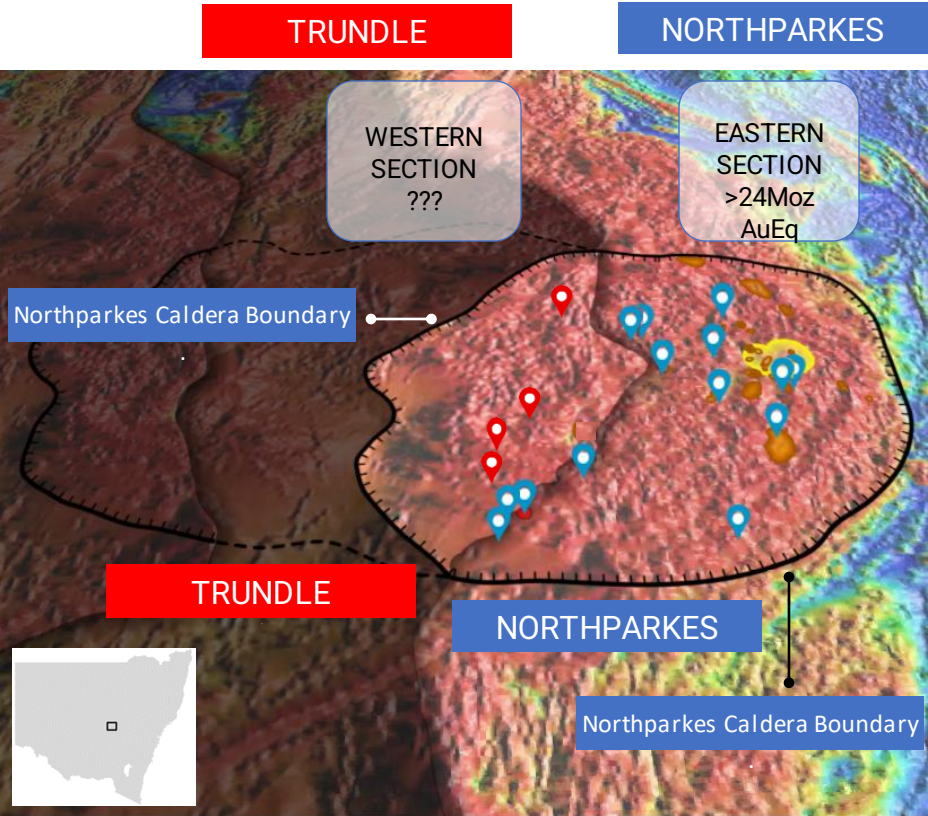 TRUNDLE
NORTHPARKES
WESTERN
SECTION
???
EASTERN
SECTION
>24Moz
AuEq
Northparkes Caldera Boundary
TRUNDLE
NORTHPARKES
Northparkes Caldera Boundary